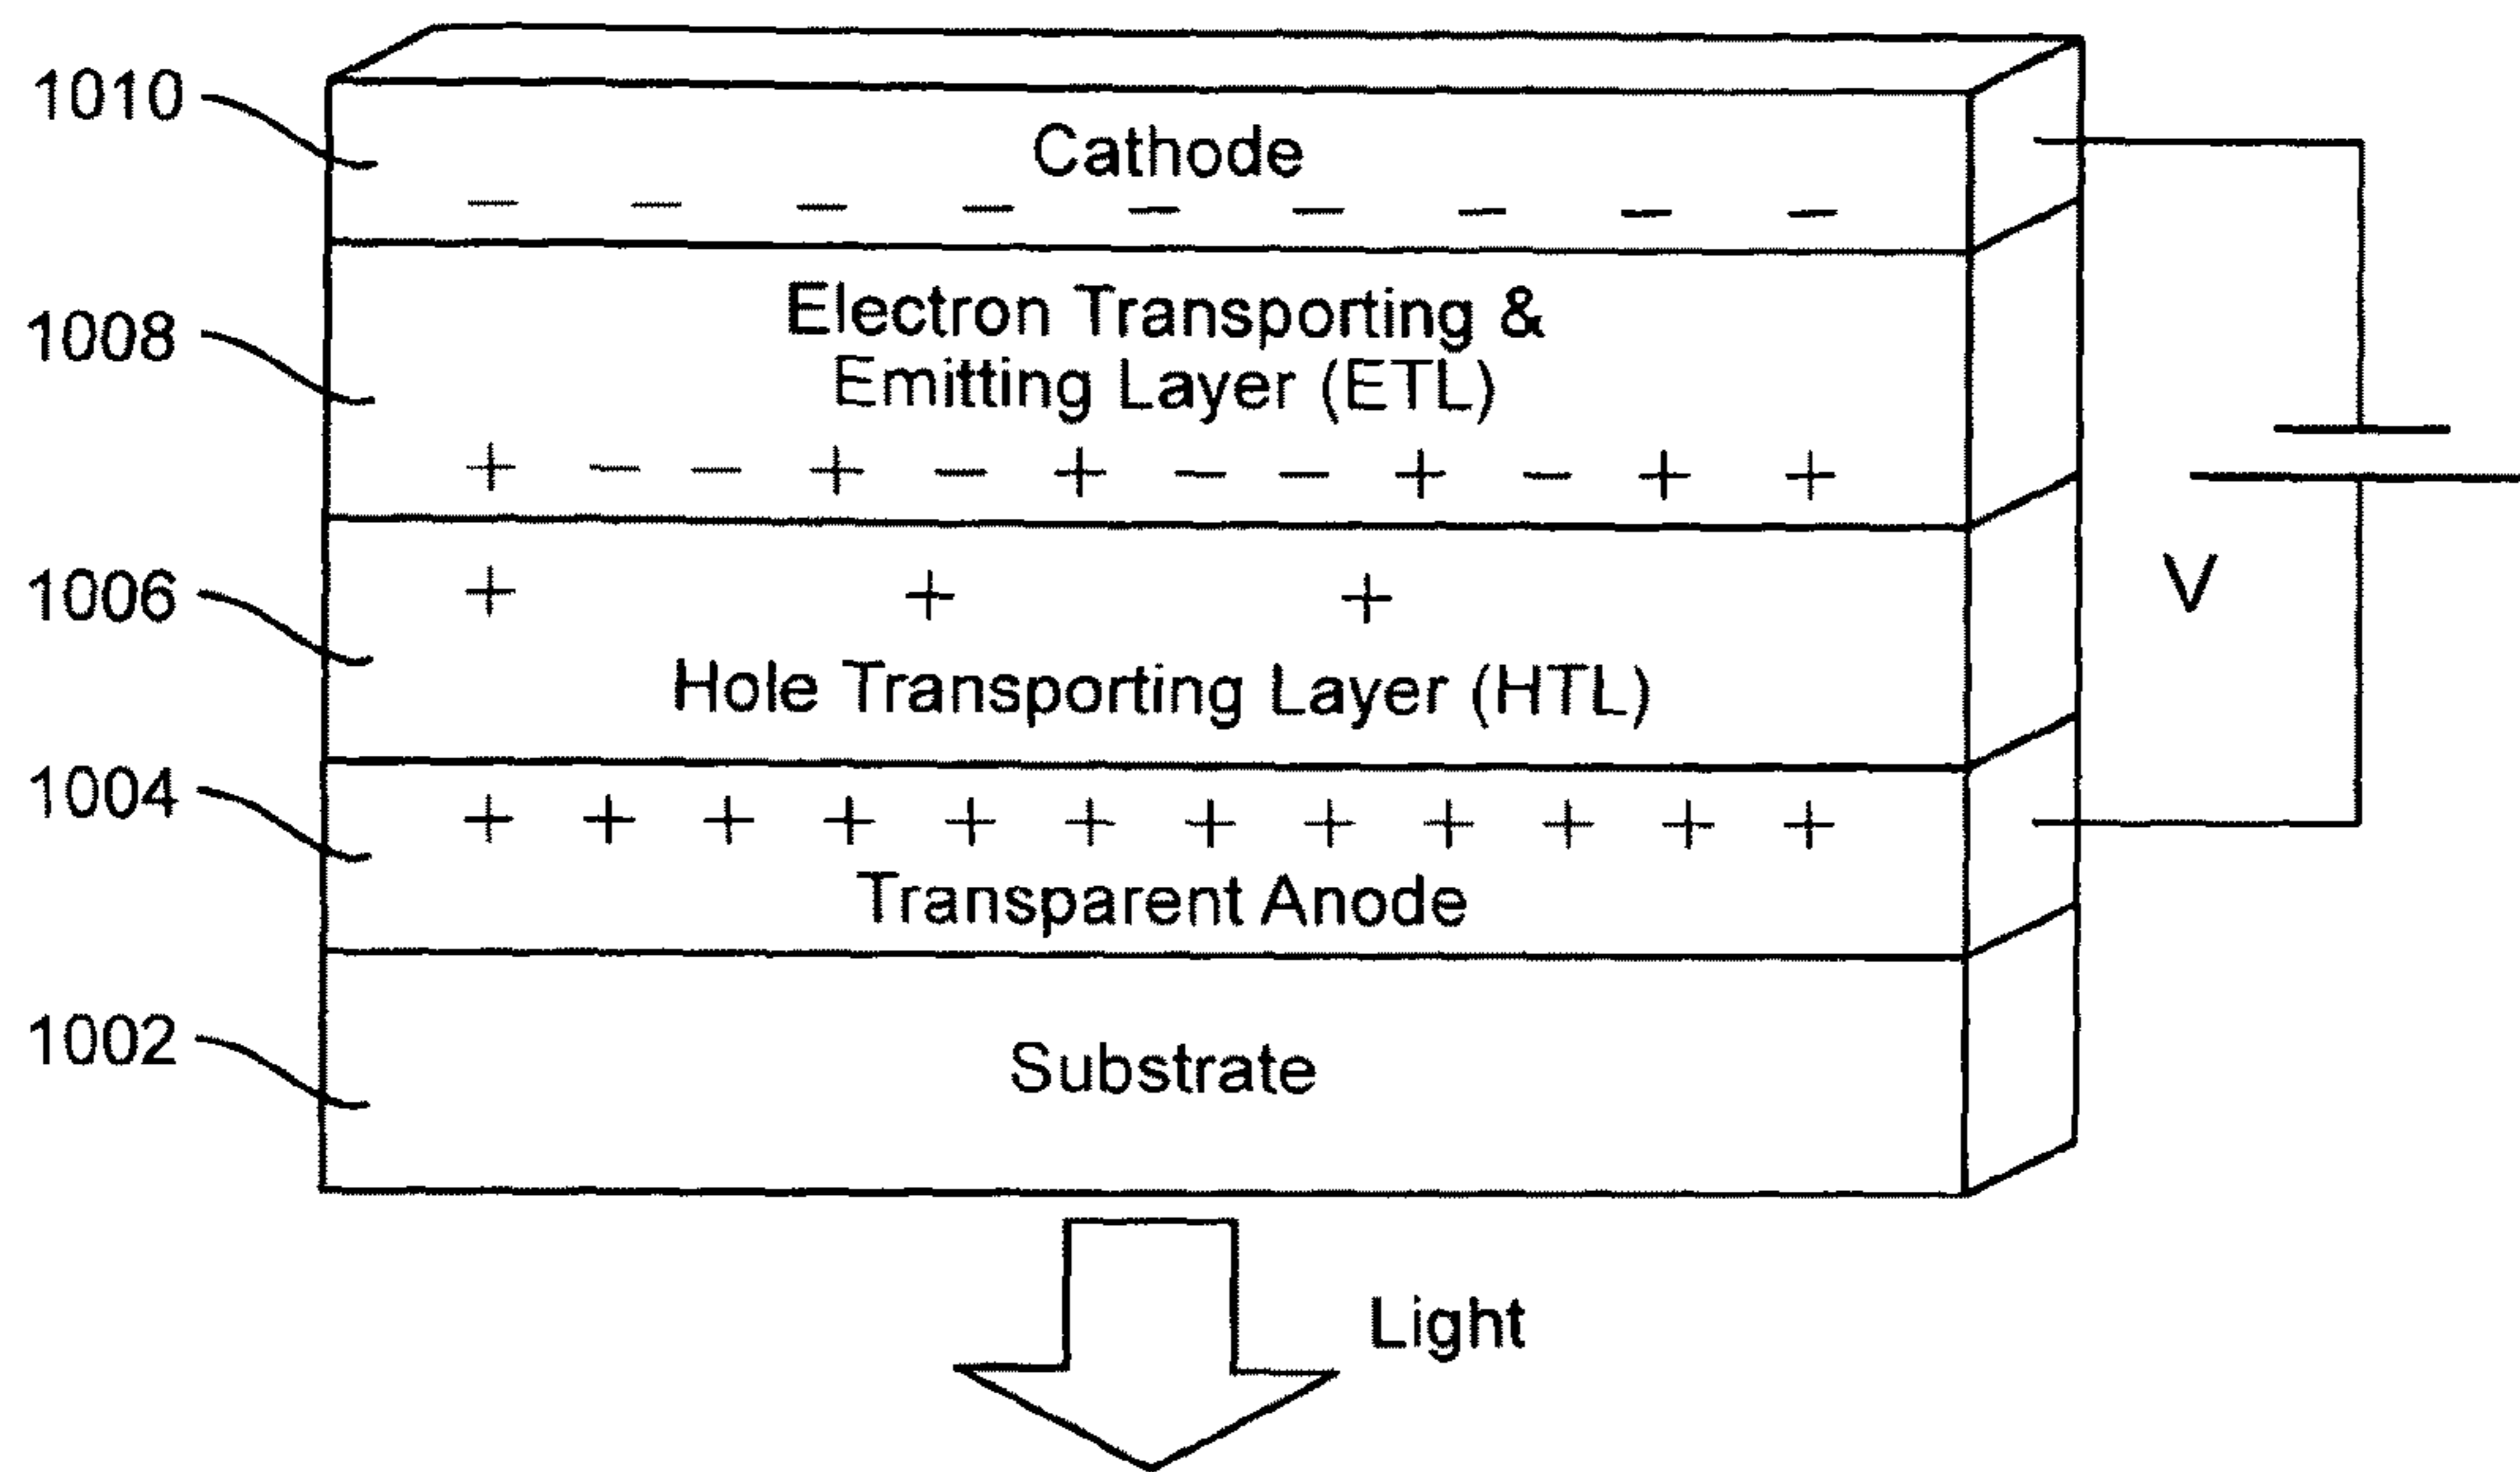 1010
Cathode
− − − − − − − − −
1008
Electron Transporting &
Emitting Layer (ETL)
+ − − + − + − − + − + +
1006
+ + +
V
Hole Transporting Layer (HTL)
1004
+ + + + + + + + + + + +
Transparent Anode
1002
Substrate
Light